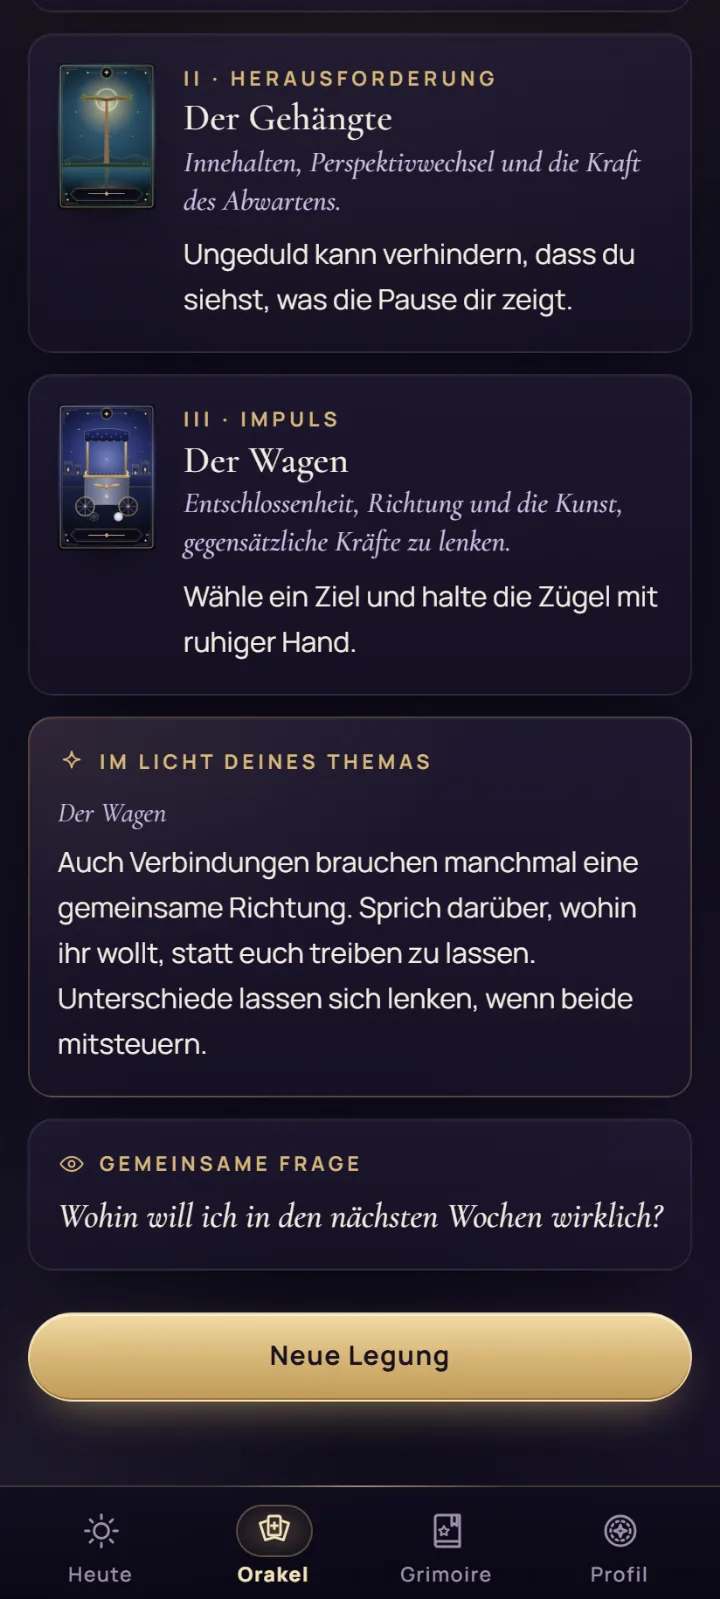 II · HERAUSFORDERUNG
Der Gehängte
Innehalten, Perspektivwechsel und die Kraft
des Abwartens.
Ungeduld kann verhindern, dass du
siehst, was die Pause dir zeigt.
III · IMPULS
Der Wagen
Entschlossenheit, Richtung und die Kunst,
gegensätzliche Kräfte zu lenken.
Wähle ein Ziel und halte die Zügel mit
ruhiger Hand.
IM LICHT DEINES THEMAS
Der Wagen
Auch Verbindungen brauchen manchmal eine
gemeinsame Richtung. Sprich darüber, wohin
ihr wollt, statt euch treiben zu lassen.
Unterschiede lassen sich lenken, wenn beide
mitsteuern.
GEMEINSAME FRAGE
Wohin will ich in den nächsten Wochen wirklich?
Neue Legung
Heute
Orakel
Grimoire
Profil